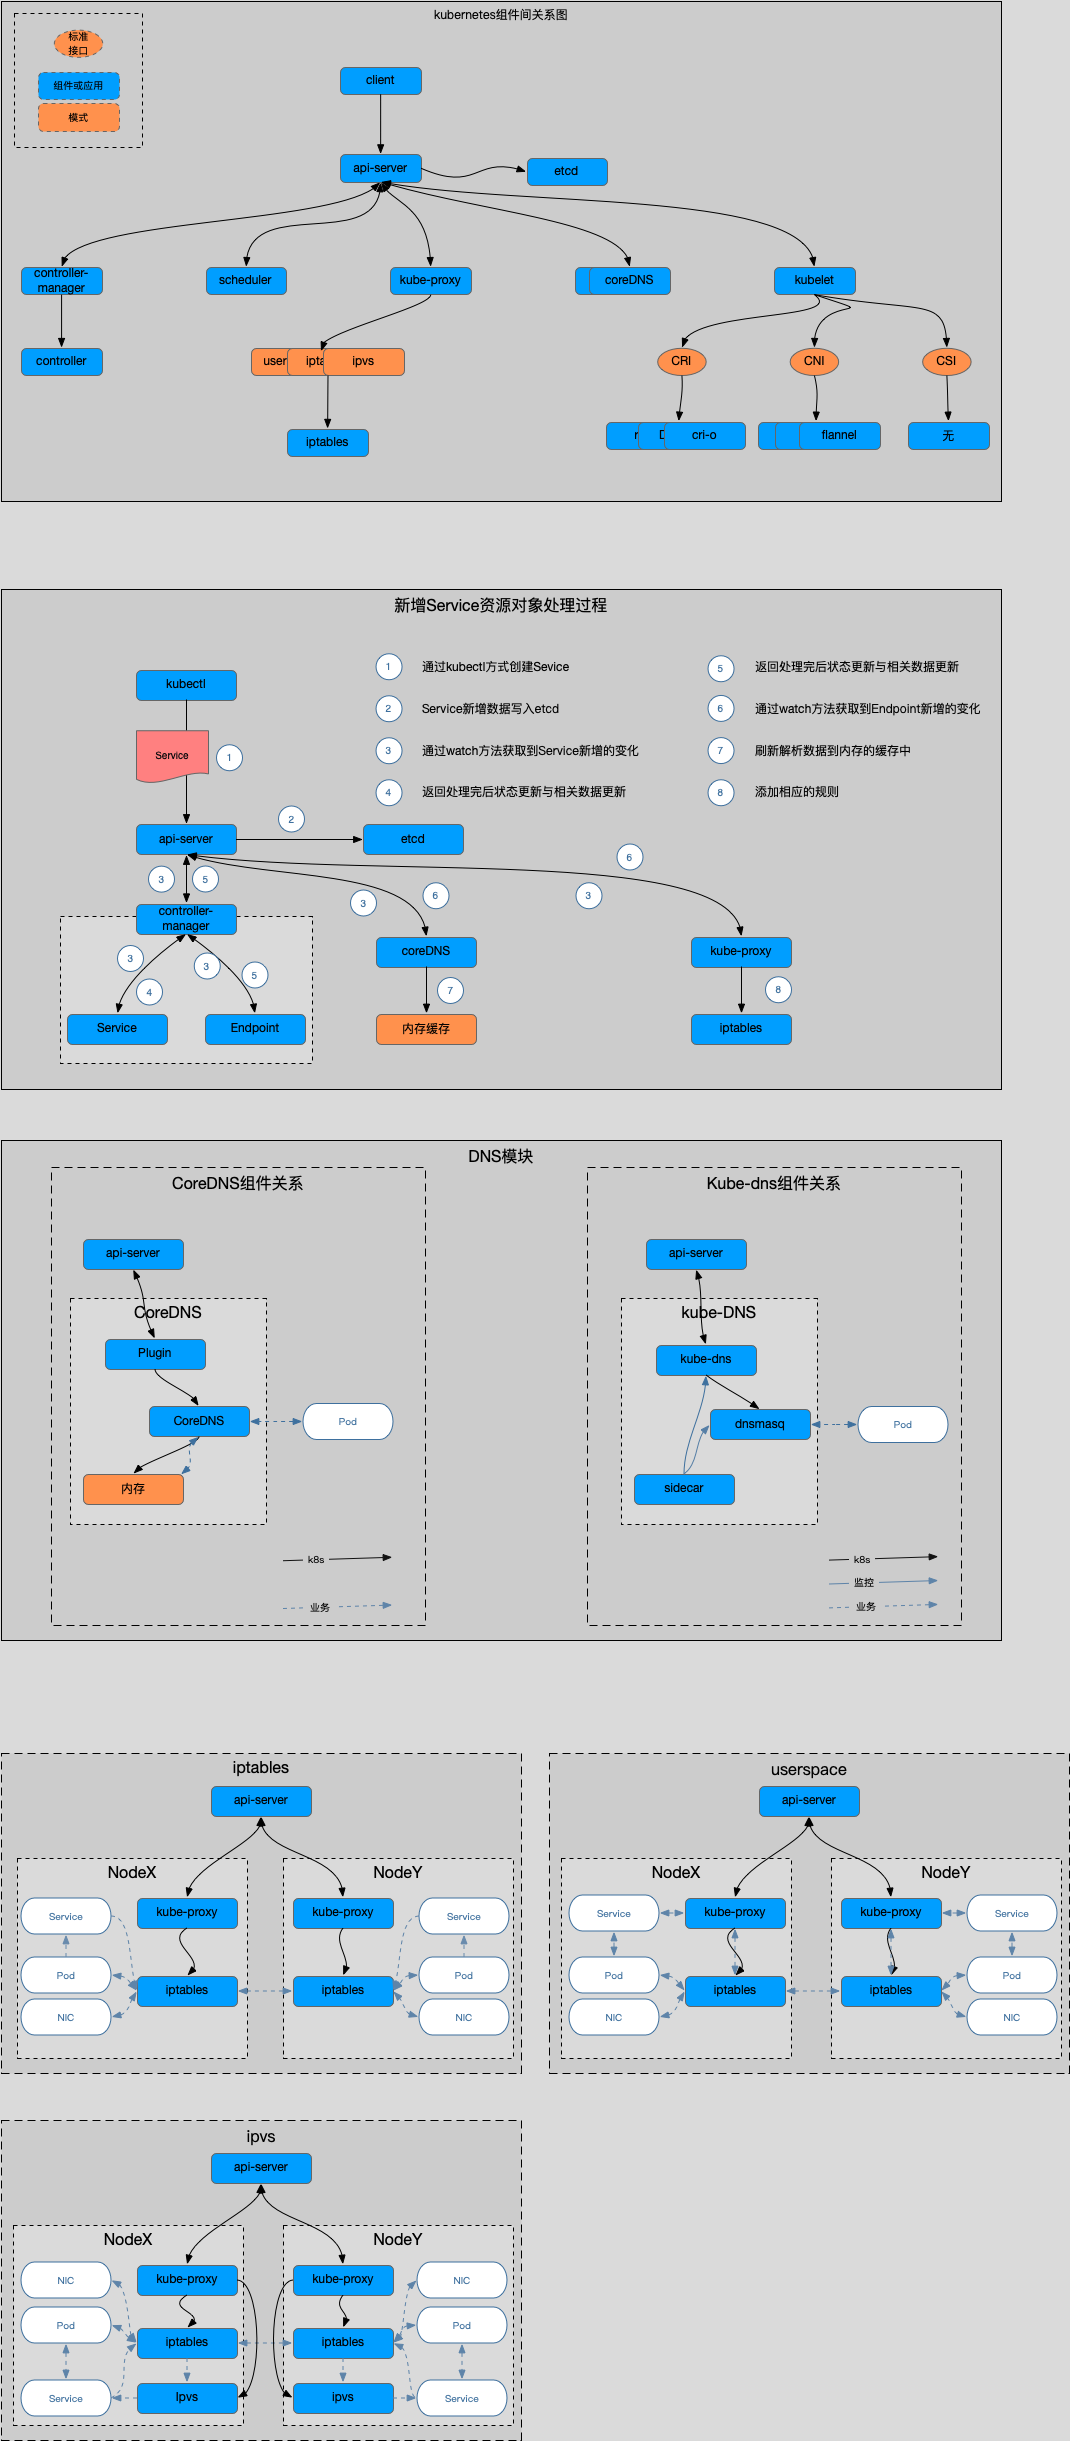 kubernetes组件间关系图
标准
接口
组件或应用
模式
client
api-server
etcd
controller-
manager
scheduler
kube-proxy
coreDNS
kubelet
controller
user
ipta
ipvs
CRI
CNI
CSI
iptables
cri-o
flannel
无
新增Service资源对象处理过程
1 通过kubectl方式创建Sevice
5 返回处理完后状态更新与相关数据更新
kubectl
2 Service新增数据写入etcd
6 通过watch方法获取到Endpoint新增的变化
Service
1
3 通过watch方法获取到Service新增的变化
7 刷新解析数据到内存的缓存中
4 返回处理完后状态更新与相关数据更新
8 添加相应的规则
2
api-server
etcd
6
3
5
3
6
3
controller-
manager
3
3
4
5
coreDNS
kube-proxy
7
8
Service
Endpoint
内存缓存
iptables
DNS模块
CoreDNS组件关系
api-server
CoreDNS
Plugin
CoreDNS
Pod
内存
k8s
业务
Kube-dns组件关系
api-server
kube-DNS
kube-dns
dnsmasq
Pod
sidecar
k8s
监控
业务
iptables
api-server
NodeX
NodeY
Service
kube-proxy
kube-proxy
Service
Pod
iptables
iptables
Pod
NIC
NIC
userspace
api-server
NodeX
NodeY
Service
kube-proxy
kube-proxy
Service
Pod
iptables
iptables
Pod
NIC
NIC
ipvs
api-server
NodeX
NodeY
NIC
kube-proxy
kube-proxy
NIC
Pod
iptables
iptables
Pod
Service
Ipvs
ipvs
Service